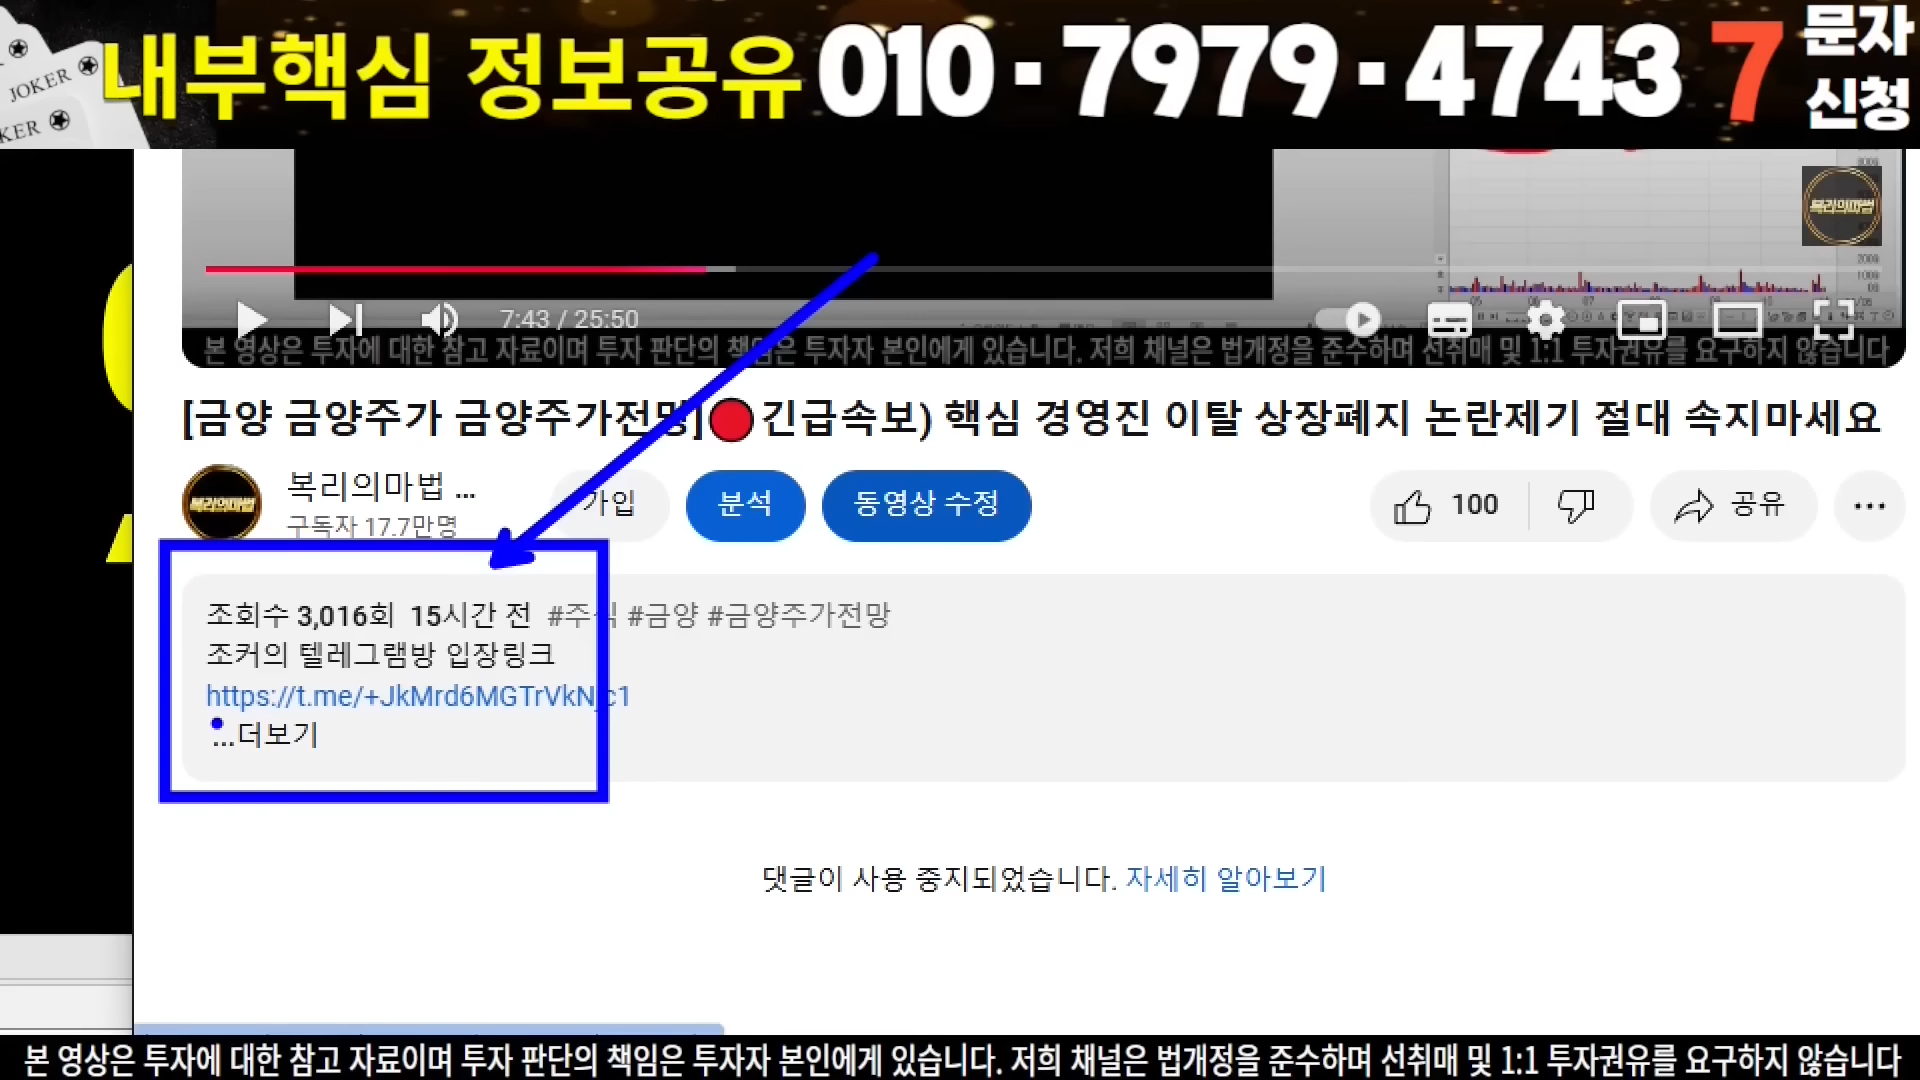 JOKER
KER
내부핵심 정보공유 010·7979·4743 7 문자
신청
복리의마법
7:43 / 25:50
본 영상은 투자에 대한 참고 자료이며 투자 판단의 책임은 투자자 본인에게 있습니다. 저희 채널은 법개정을 준수하며 선취매 및 1:1 투자권유를 요구하지 않습니다
[금양 금양주가 금양주가전망]🔴긴급속보) 핵심 경영진 이탈 상장폐지 논란제기 절대 속지마세요
복리의마법
복리의마법 ...
구독자 17.7만명
가입
분석
동영상 수정
100
공유
조회수 3,016회 15시간 전 #주식 #금양 #금양주가전망
조커의 텔레그램방 입장링크
https://t.me/+JkMrd6MGTrVkNjc1
...더보기
댓글이 사용 중지되었습니다. 자세히 알아보기
본 영상은 투자에 대한 참고 자료이며 투자 판단의 책임은 투자자 본인에게 있습니다. 저희 채널은 법개정을 준수하며 선취매 및 1:1 투자권유를 요구하지 않습니다